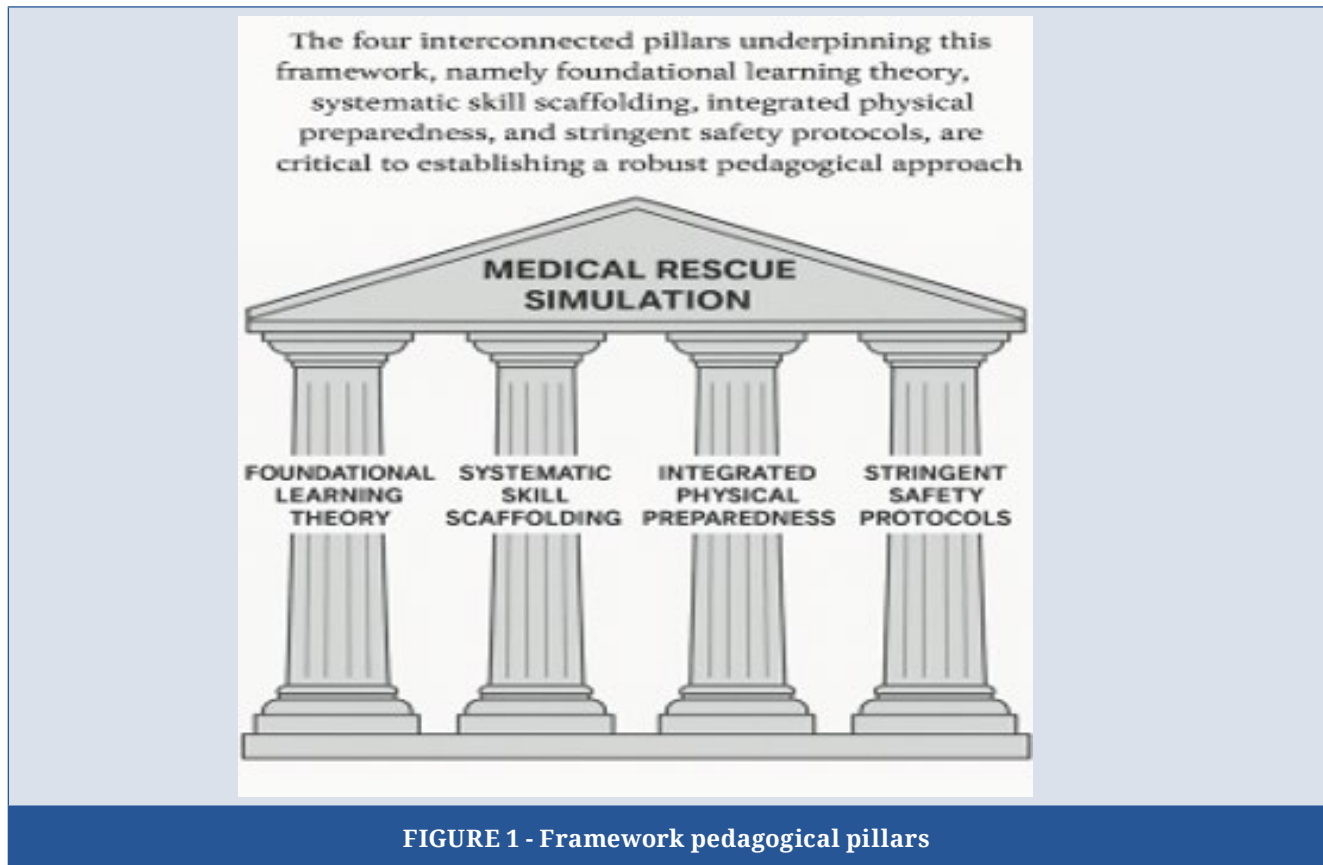 The four interconnected pillars underpinning this
framework, namely foundational learning theory,
systematic skill scaffolding, integrated physical
preparedness, and stringent safety protocols, are
critical to establishing a robust pedagogical approach
MEDICAL RESCUE
SIMULATION
FOUNDATIONAL
LEARNING
THEORY
SYSTEMATIC
SKILL
SCAFFOLDING
INTEGRATED
PHYSICAL
PREPAREDNESS
STRINGENT
SAFETY
PROTOCOLS
FIGURE 1 - Framework pedagogical pillars